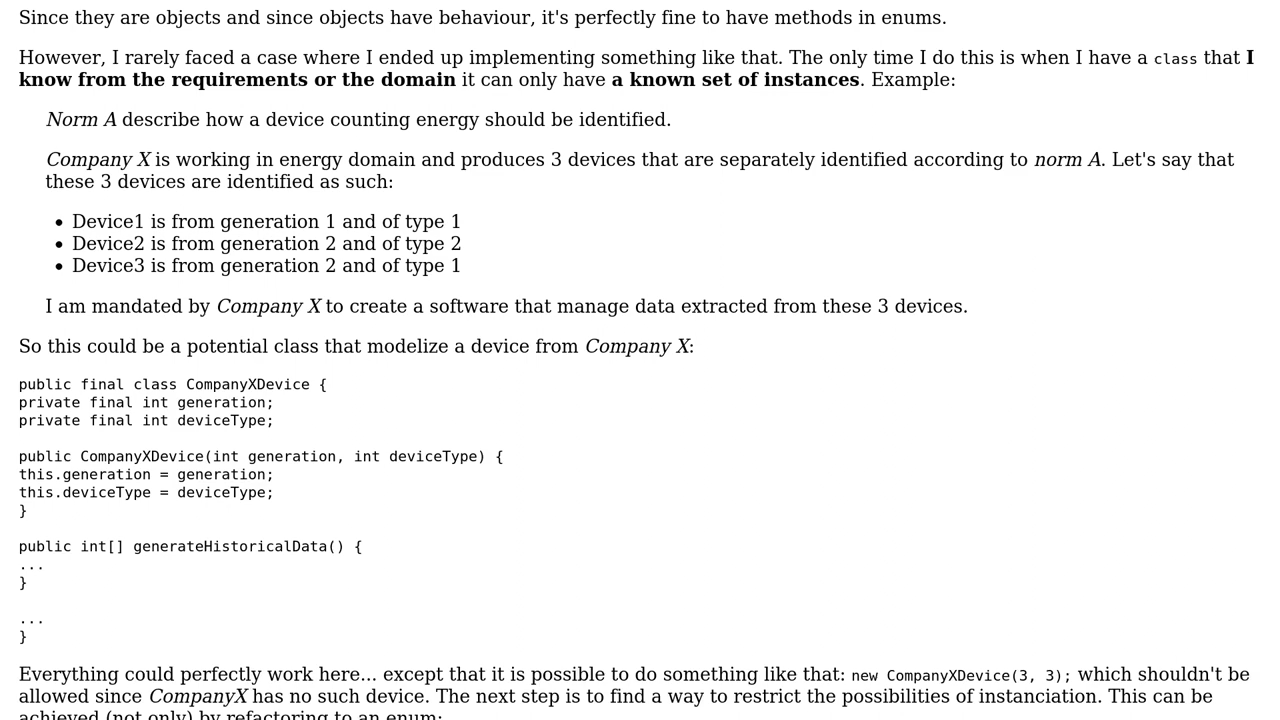 Since they are objects and since objects have behaviour, it's perfectly fine to have methods in enums.
However, I rarely faced a case where I ended up implementing something like that. The only time I do this is when I have a class that I
know from the requirements or the domain it can only have a known set of instances. Example:
Norm A describe how a device counting energy should be identified.
Company X is working in energy domain and produces 3 devices that are separately identified according to norm A. Let's say that
these 3 devices are identified as such:
• Device1 is from generation 1 and of type 1
• Device2 is from generation 2 and of type 2
• Device3 is from generation 2 and of type 1
I am mandated by Company X to create a software that manage data extracted from these 3 devices.
So this could be a potential class that modelize a device from Company X:
public final class CompanyXDevice {
private final int generation;
private final int deviceType;
public CompanyXDevice(int generation, int deviceType) {
this.generation = generation;
this.deviceType = deviceType;
}
public int[] generateHistoricalData() {
...
}
...
}
Everything could perfectly work here... except that it is possible to do something like that: new CompanyXDevice(3, 3); which shouldn't be
allowed since CompanyX has no such device. The next step is to find a way to restrict the possibilities of instanciation. This can be
achieved (not only) by refactoring to an enum: